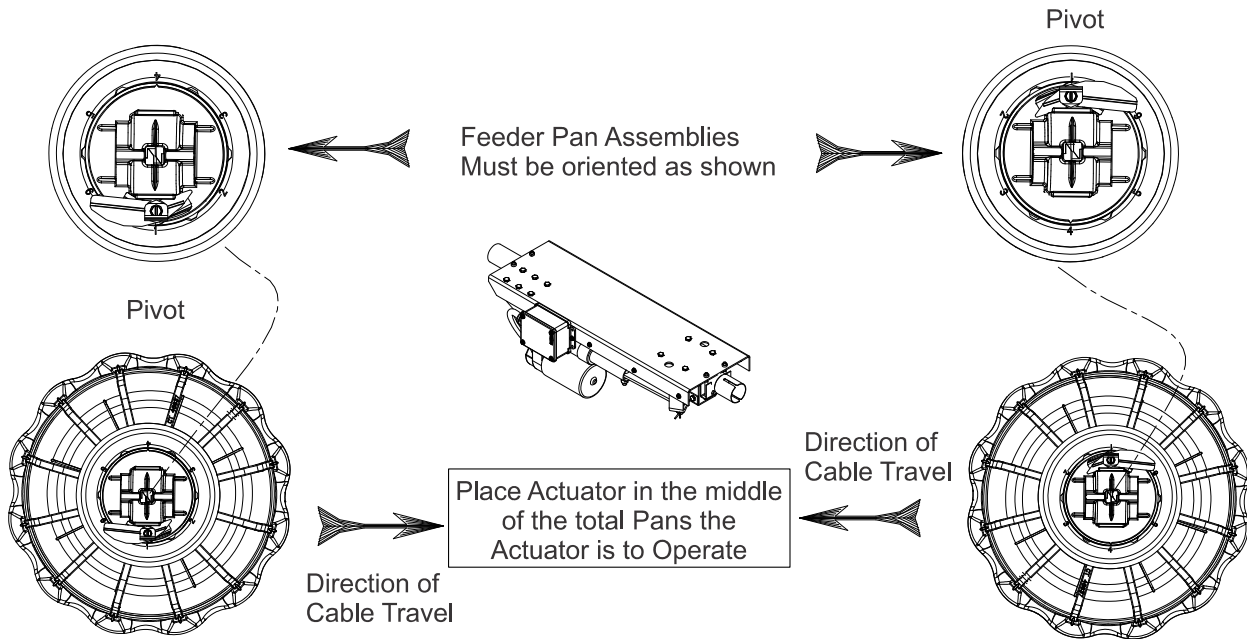 Pivot
Feeder Pan Assemblies
Must be oriented as shown
Pivot
Direction of
Cable Travel
Place Actuator in the middle
of the total Pans the
Actuator is to Operate
Direction of
Cable Travel